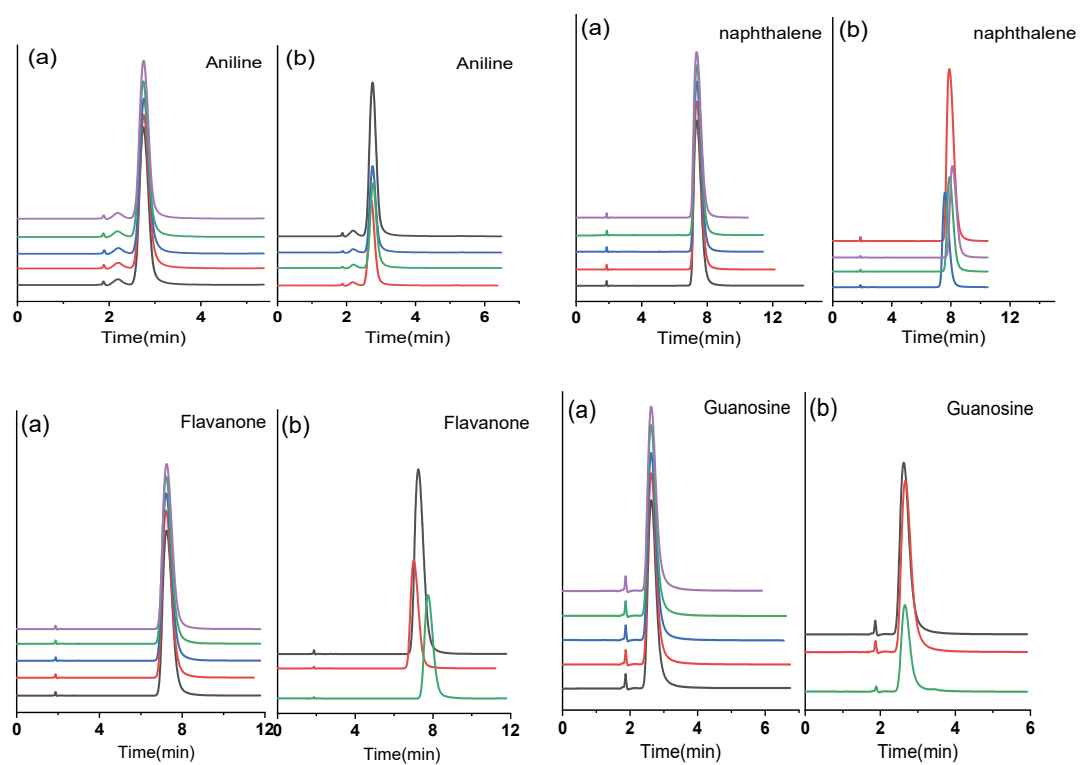 (a)
Aniline
0
2
4
Time(min)
(b)
Aniline
0
2
4
6
Time(min)
(a)
naphthalene
0
4
8
12
Time(min)
(b)
naphthalene
0
4
8
12
Time(min)
(a)
Flavanone
0
4
8
12
Time(min)
(b)
Flavanone
0
4
8
12
Time(min)
(a)
Guanosine
0
2
4
6
Time(min)
(b)
Guanosine
0
2
4
6
Time(min)